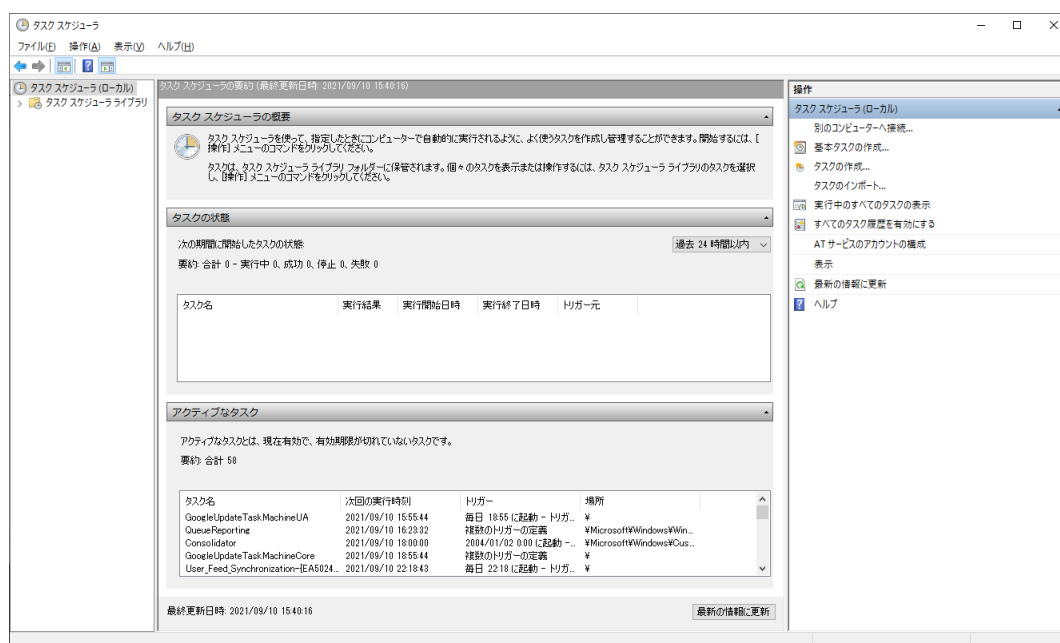 タスク スケジューラ
ファイル(F) 操作(A) 表示(V) ヘルプ(H)
タスク スケジューラ (ローカル)
タスク スケジューラ ライブラリ
タスク スケジューラの要約 (最終更新日時: 2021/09/10 15:40:16)
タスク スケジューラの概要
タスク スケジューラを使って、指定したときにコンピューターで自動的に実行されるように、よく使うタスクを作成し管理することができます。開始するには、[
操作] メニューのコマンドをクリックしてください。
タスクは、タスク スケジューラ ライブラリ フォルダーに保管されます。個々のタスクを表示または操作するには、タスク スケジューラ ライブラリのタスクを選択
し、[操作] メニューのコマンドをクリックしてください。
タスクの状態
次の期間に開始したタスクの状態:
過去 24 時間以内
要約: 合計 0 - 実行中 0、成功 0、停止 0、失敗 0
タスク名 実行結果 実行開始日時 実行終了日時 トリガー元
アクティブなタスク
アクティブなタスクとは、現在有効で、有効期限が切れていないタスクです。
要約: 合計 58
タスク名 次回の実行時刻 トリガー 場所
GoogleUpdateTaskMachineUA 2021/09/10 15:55:44 毎日 18:55 に起動 - トリガ... ¥
QueueReporting 2021/09/10 16:23:32 複数のトリガーの定義 ¥Microsoft¥Windows¥Win...
Consolidator 2021/09/10 18:00:00 2004/01/02 0:00 に起動 -... ¥Microsoft¥Windows¥Cus...
GoogleUpdateTaskMachineCore 2021/09/10 18:55:44 複数のトリガーの定義 ¥
User_Feed_Synchronization-{EA5024... 2021/09/10 22:18:43 毎日 22:18 に起動 - トリガ... ¥
最終更新日時: 2021/09/10 15:40:16
最新の情報に更新
操作
タスク スケジューラ (ローカル)
別のコンピューターへ接続...
基本タスクの作成...
タスクの作成...
タスクのインポート...
実行中のすべてのタスクの表示
すべてのタスク履歴を有効にする
AT サービスのアカウントの構成
表示
最新の情報に更新
ヘルプ